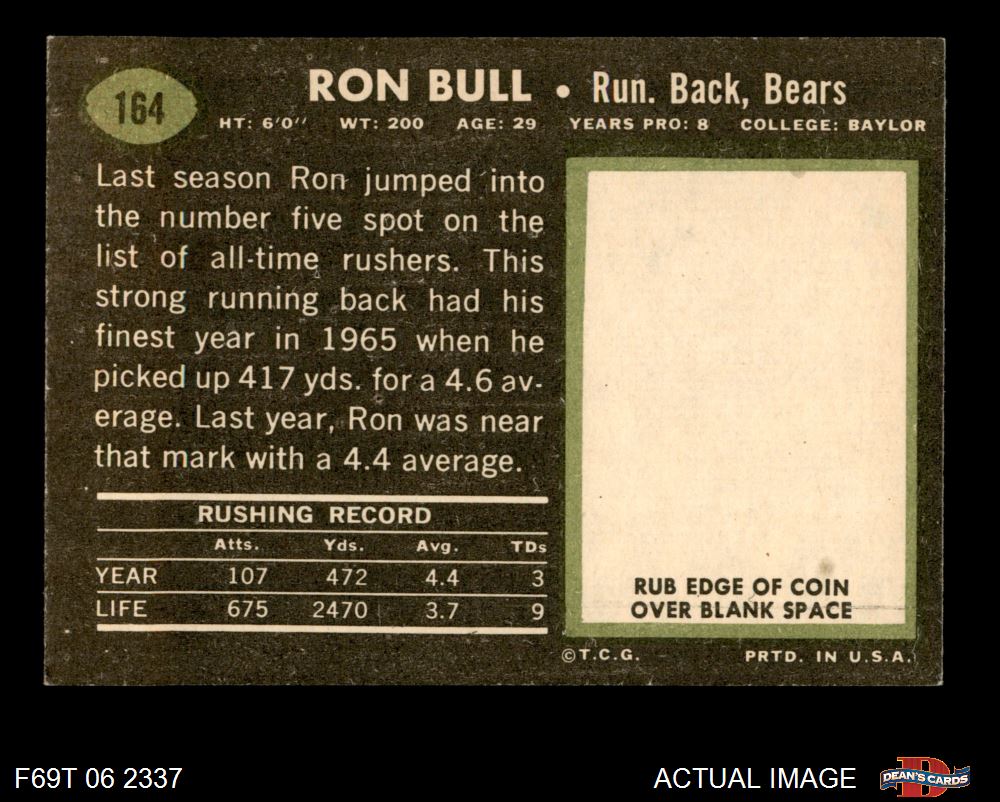 164
RON BULL • Run. Back, Bears
HT: 6'0'' WT: 200 AGE: 29 YEARS PRO: 8 COLLEGE: BAYLOR
Last season Ron jumped into
the number five spot on the
list of all-time rushers. This
strong running back had his
finest year in 1965 when he
picked up 417 yds. for a 4.6 av-
erage. Last year, Ron was near
that mark with a 4.4 average.
RUSHING RECORD
Atts. Yds. Avg. TDs
YEAR 107 472 4.4 3
LIFE 675 2470 3.7 9
RUB EDGE OF COIN
OVER BLANK SPACE
©T.C.G. PRTD. IN U.S.A.
F69T 06 2337 ACTUAL IMAGE
D
DEAN'S CARDS